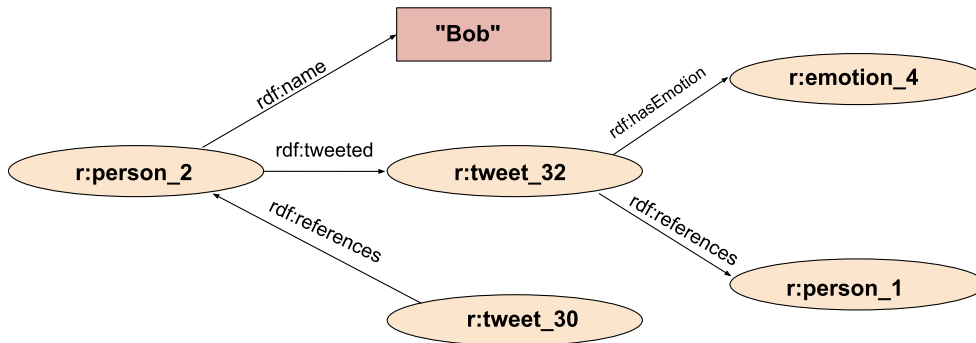 "Bob"
rdf:name
r:emotion_4
rdf:hasEmotion
rdf:tweeted
r:person_2
r:tweet_32
rdf:references
rdf:references
r:person_1
r:tweet_30